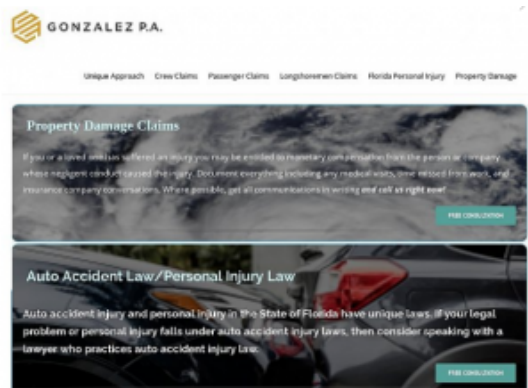 GONZALEZ P.A.
Unique Approach Crew Claims Passenger Claims Longshoremen Claims Florida Personal Injury Property Damage
Property Damage Claims
If you or a loved one has suffered an injury you may be entitled to monetary compensation from the person or company
whose negligent conduct caused the injury. Document everything including any medical visits, time missed from work, and
insurance company conversations. Where possible, get all communications in writing and call us right now!
FREE CONSULTATION
Auto Accident Law/Personal Injury Law
Auto accident injury and personal injury in the State of Florida have unique laws. If your legal
problem or personal injury falls under auto accident injury laws, then consider speaking with a
lawyer who practices auto accident injury law.
FREE CONSULTATION